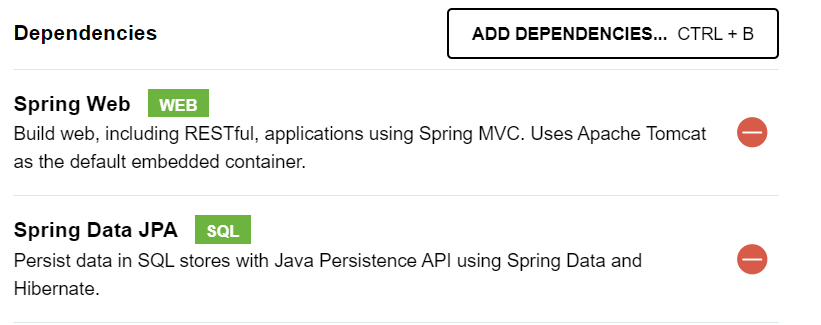 Dependencies
ADD DEPENDENCIES... CTRL + B
Spring Web WEB
Build web, including RESTful, applications using Spring MVC. Uses Apache Tomcat
as the default embedded container.
Spring Data JPA SQL
Persist data in SQL stores with Java Persistence API using Spring Data and
Hibernate.